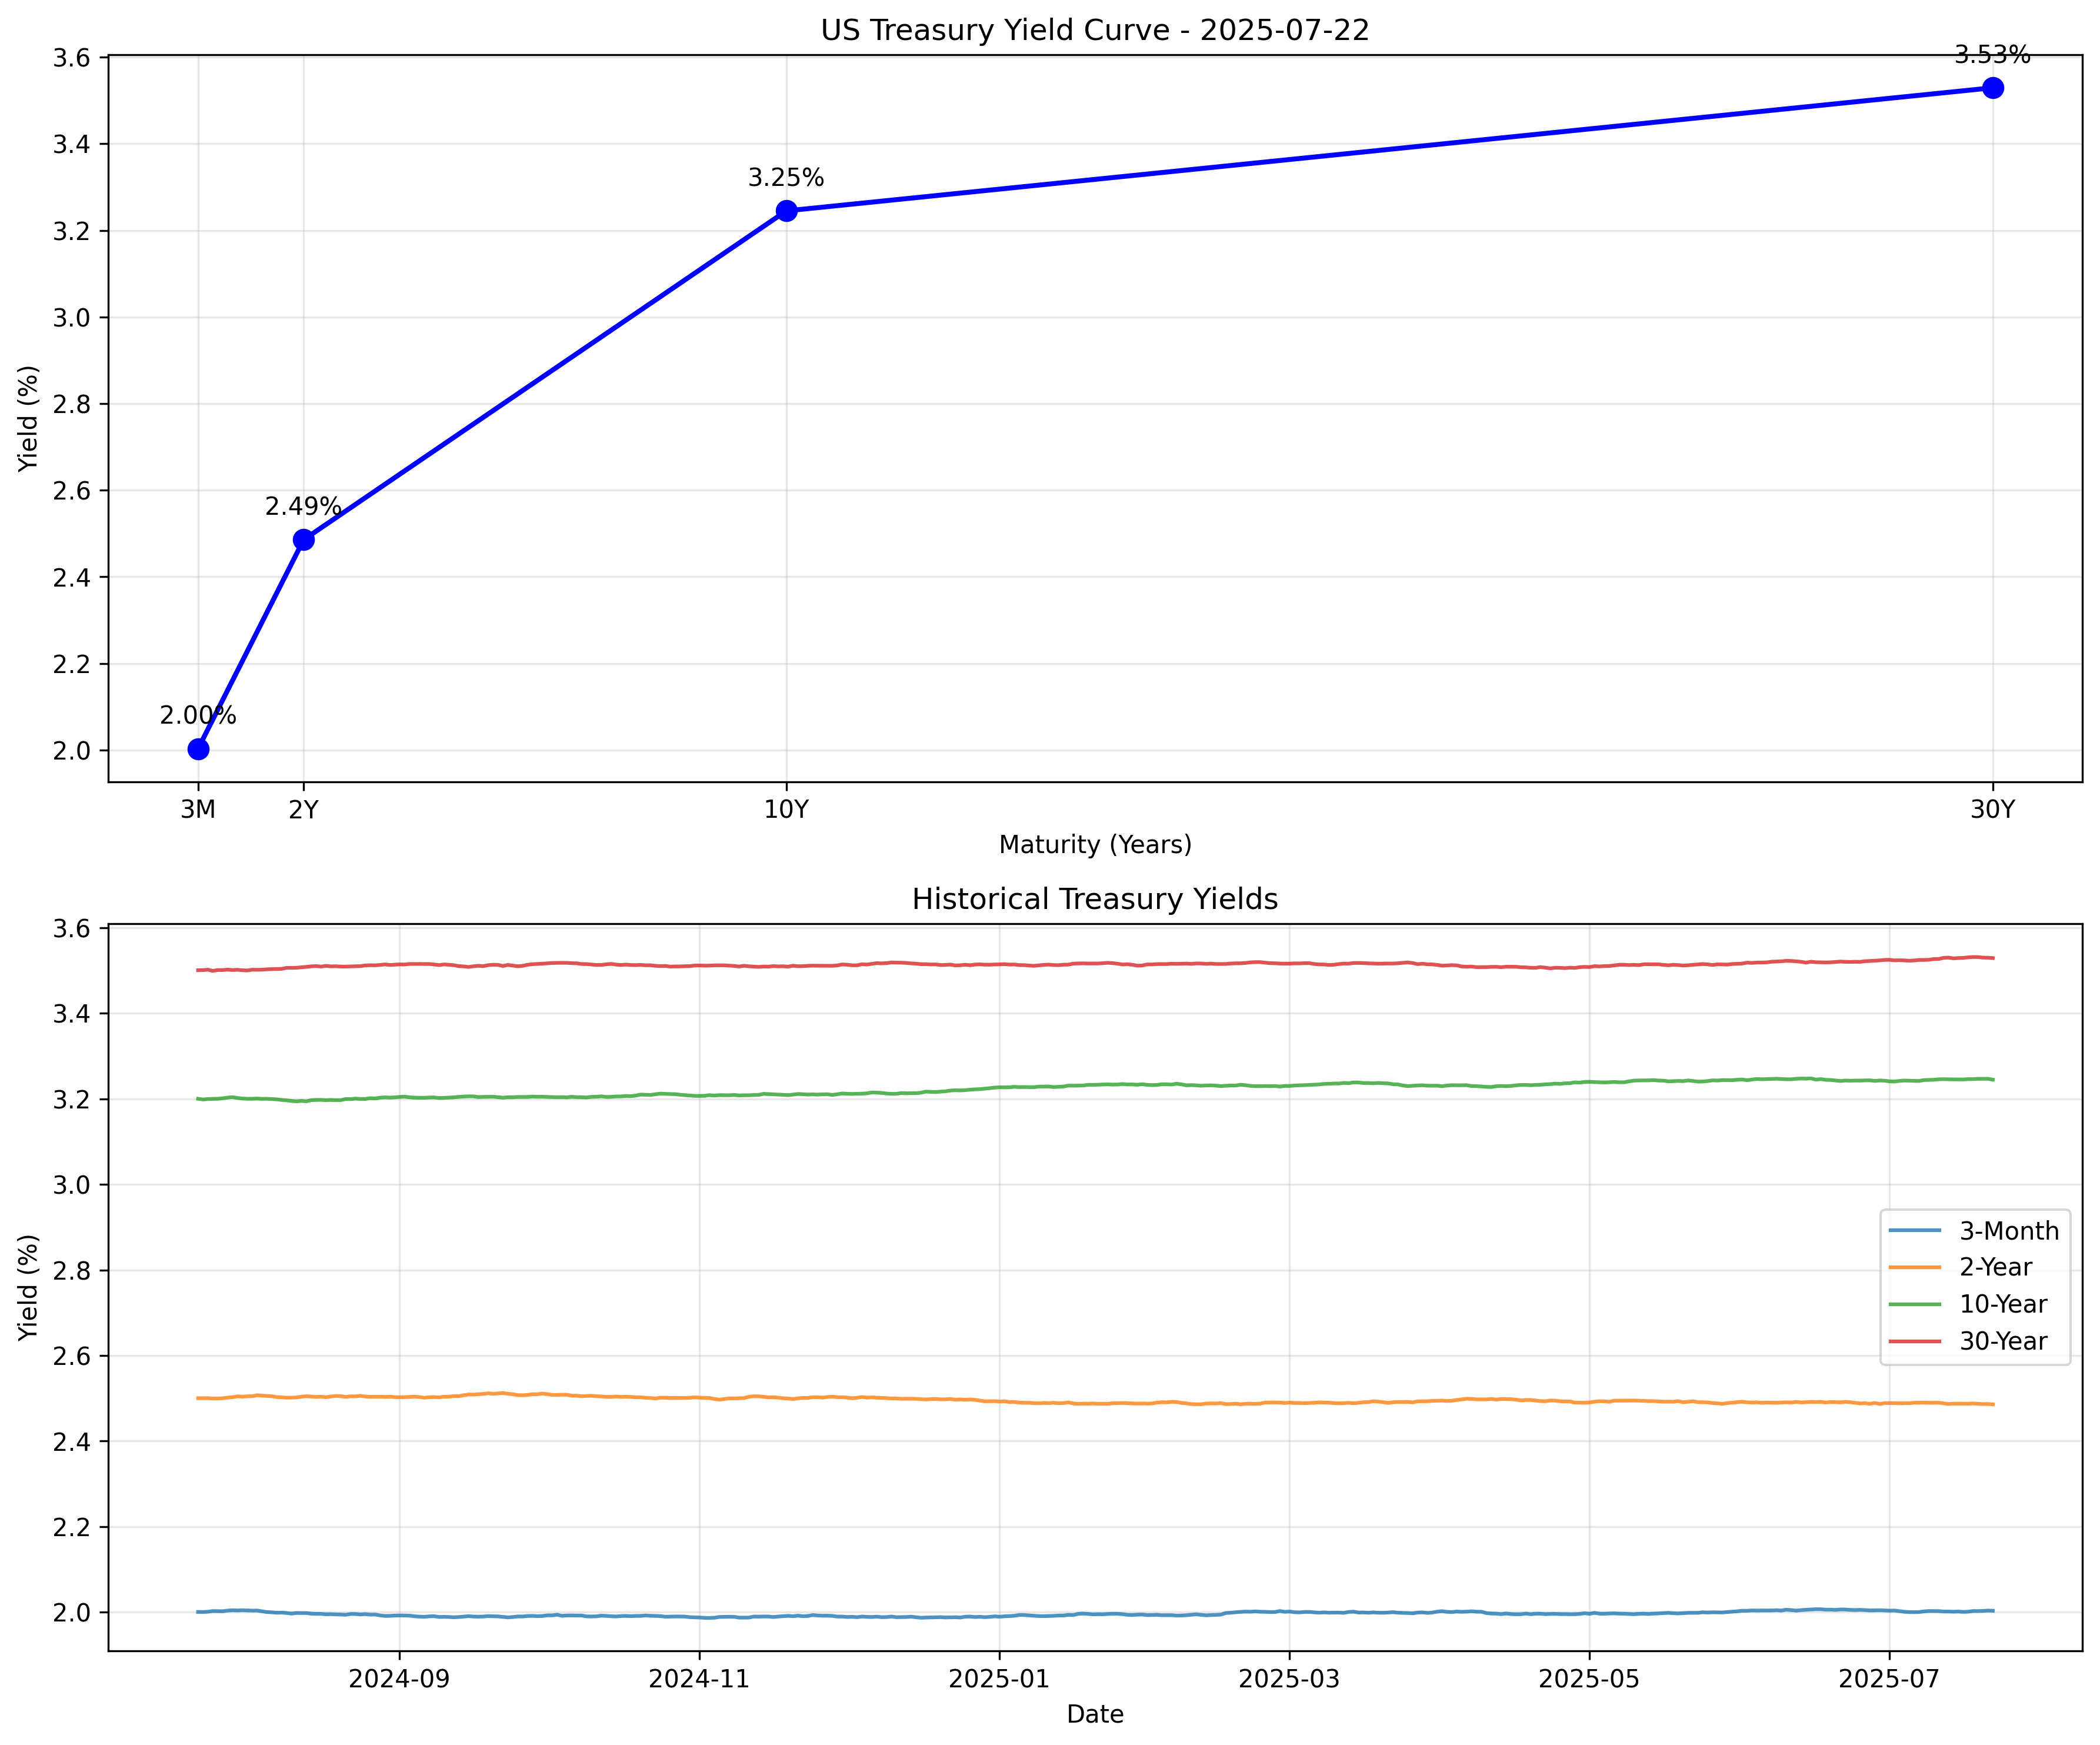 US Treasury Yield Curve - 2025-07-22
Yield (%)
3.6
3.4
3.2
3.0
2.8
2.6
2.4
2.2
2.0
3.53%
3.25%
2.49%
2.00%
3M 2Y 10Y 30Y
Maturity (Years)
Historical Treasury Yields
Yield (%)
3.6
3.4
3.2
3.0
2.8
2.6
2.4
2.2
2.0
3-Month
2-Year
10-Year
30-Year
2024-09 2024-11 2025-01 2025-03 2025-05 2025-07
Date